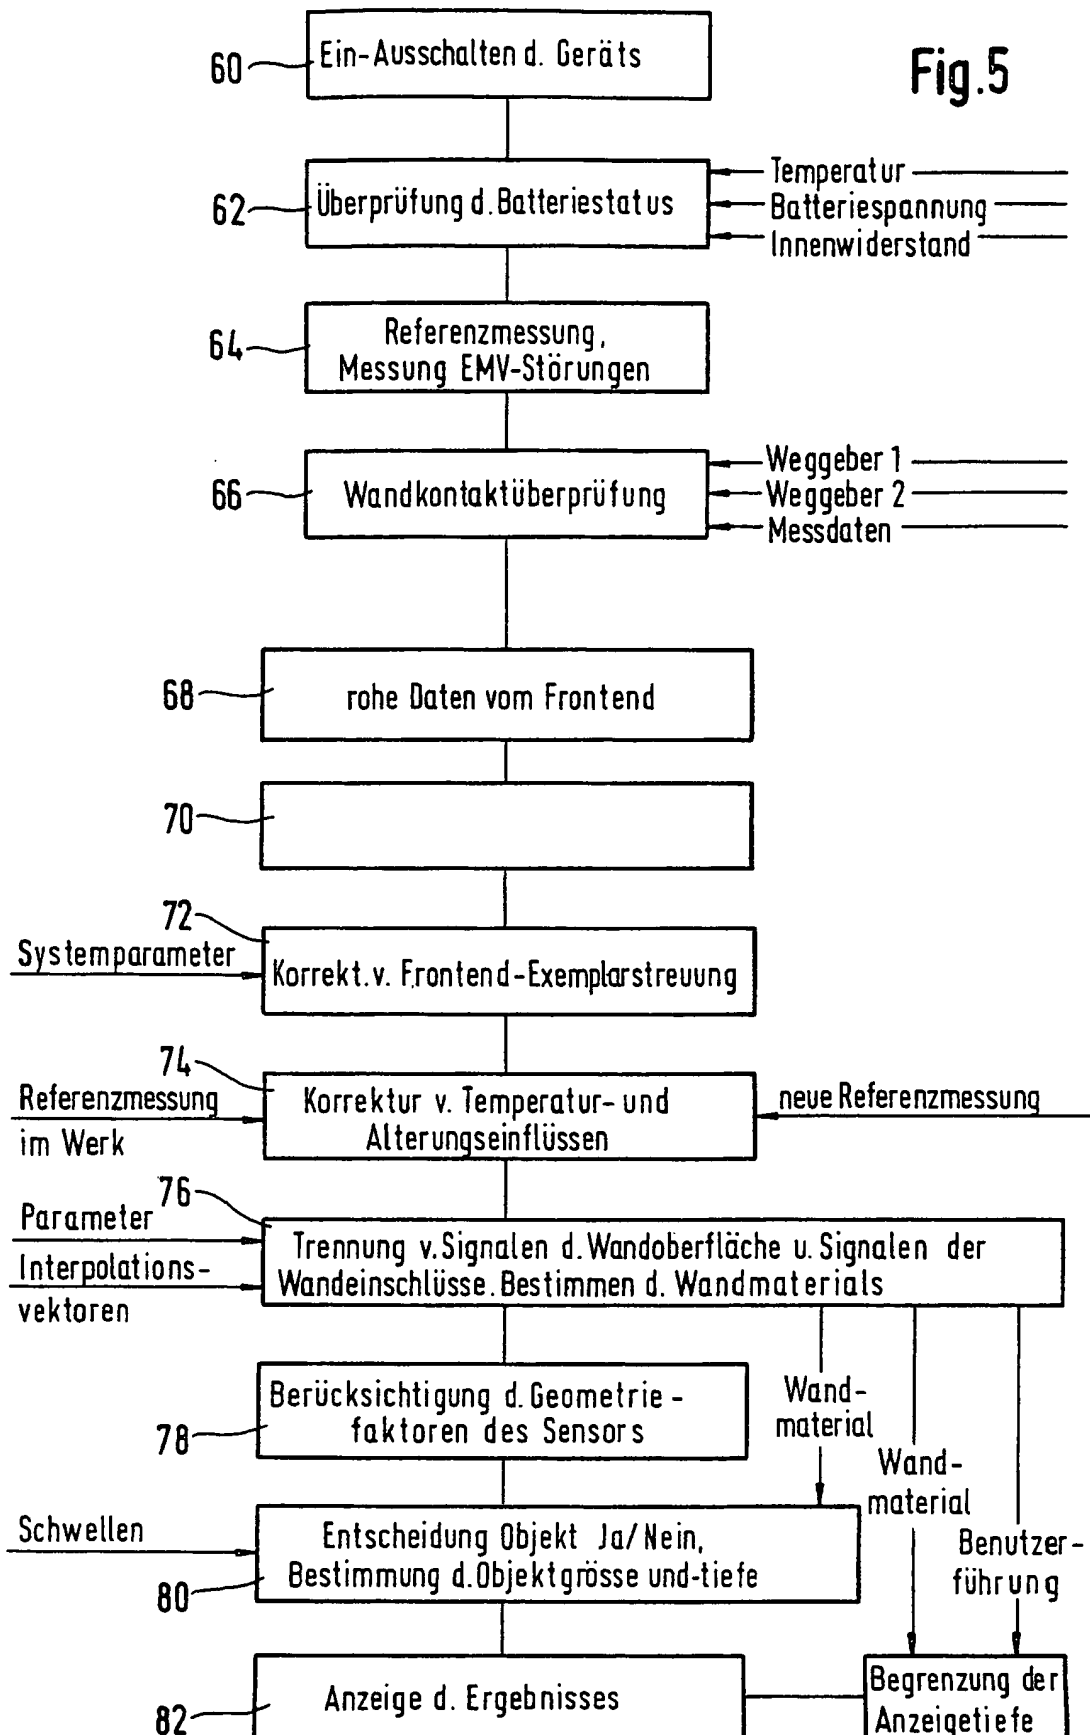 Fig.5
60
Ein-Ausschalten d. Geräts
62
Überprüfung d. Batteriestatus
Temperatur
Batteriespannung
Innenwiderstand
64
Referenzmessung,
Messung EMV-Störungen
66
Wandkontaktüberprüfung
Weggeber 1
Weggeber 2
Messdaten
68
rohe Daten vom Frontend
70
72
Systemparameter
Korrekt. v. Frontend-Exemplarstreuung
74
Referenzmessung
im Werk
Korrektur v. Temperatur- und
Alterungseinflüssen
neue Referenzmessung
76
Parameter
Interpolations-
vektoren
Trennung v. Signalen d. Wandoberfläche u. Signalen der
Wandeinschlüsse. Bestimmen d. Wandmaterials
78
Berücksichtigung d. Geometrie-
faktoren des Sensors
Wand-
material
Wand-
material
Benutzer-
führung
Schwellen
80
Entscheidung Objekt Ja/Nein,
Bestimmung d. Objektgrösse und-tiefe
82
Anzeige d. Ergebnisses
Begrenzung der
Anzeigetiefe